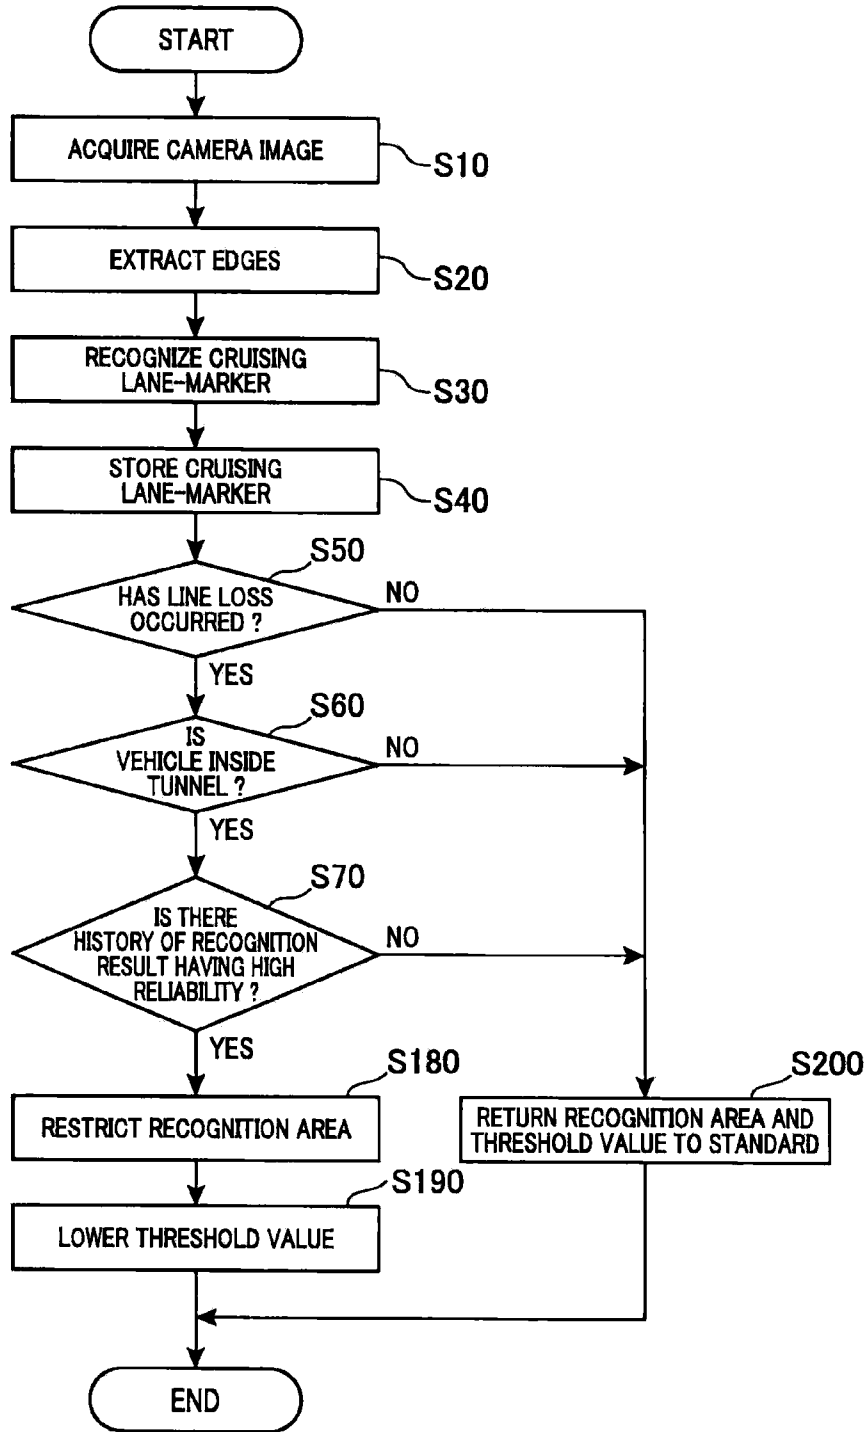 START
ACQUIRE CAMERA IMAGE
S10
EXTRACT EDGES
S20
RECOGNIZE CRUISING
LANE-MARKER
S30
STORE CRUISING
LANE-MARKER
S40
S50
HAS LINE LOSS
OCCURRED ?
NO
YES
S60
IS
VEHICLE INSIDE
TUNNEL ?
NO
YES
S70
IS THERE
HISTORY OF RECOGNITION
RESULT HAVING HIGH
RELIABILITY ?
NO
YES
S180
RESTRICT RECOGNITION AREA
S200
RETURN RECOGNITION AREA AND
THRESHOLD VALUE TO STANDARD
S190
LOWER THRESHOLD VALUE
END